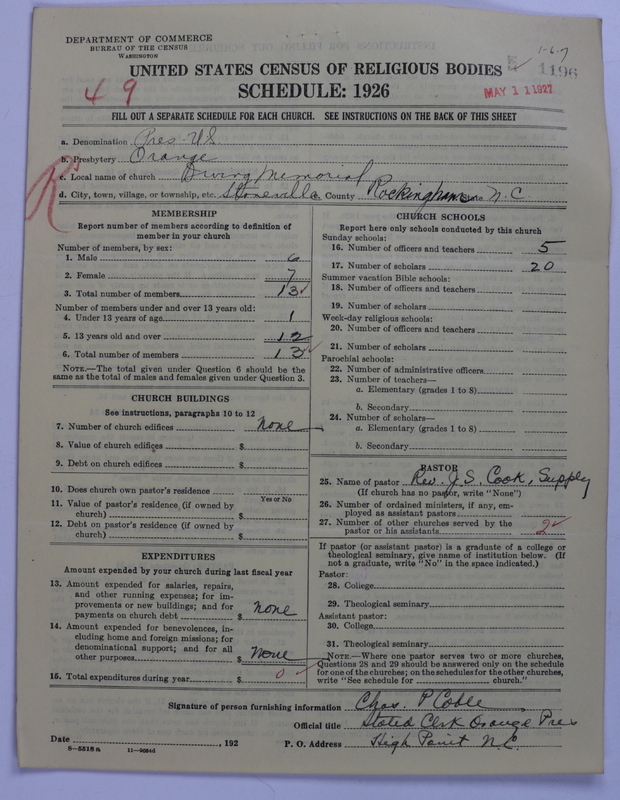 DEPARTMENT OF COMMERCE
BUREAU OF THE CENSUS
WASHINGTON
1-6-7
1196
UNITED STATES CENSUS OF RELIGIOUS BODIES
MAY 11 1927
49
SCHEDULE: 1926
FILL OUT A SEPARATE SCHEDULE FOR EACH CHURCH. SEE INSTRUCTIONS ON THE BACK OF THIS SHEET
a. Denomination Pres. US
b. Presbytery Orange
c. Local name of church Memorial
d. City, town, village, or township, etc. Stoneville County Rockingham State N.C.
MEMBERSHIP
Report number of members according to definition of
member in your church
Number of members, by sex:
1. Male 6
2. Female 7
3. Total number of members 13
Number of members under and over 13 years old:
4. Under 13 years of age 1
5. 13 years old and over 12
6. Total number of members 13
NOTE.—The total given under Question 6 should be the
same as the total of males and females given under Question 3.
CHURCH BUILDINGS
See instructions, paragraphs 10 to 12
7. Number of church edifices none
8. Value of church edifices $
9. Debt on church edifices $
10. Does church own pastor's residence
Yes or No
11. Value of pastor's residence (if owned by
church) $
12. Debt on pastor's residence (if owned by
church) $
EXPENDITURES
Amount expended by your church during last fiscal year
13. Amount expended for salaries, repairs,
and other running expenses; for im-
provements or new buildings; and for
payments on church debt $ none
14. Amount expended for benevolences, in-
cluding home and foreign missions; for
denominational support; and for all
other purposes $ None
15. Total expenditures during year $ 0
CHURCH SCHOOLS
Report here only schools conducted by this church
Sunday schools:
16. Number of officers and teachers 5
17. Number of scholars 20
Summer vacation Bible schools:
18. Number of officers and teachers
19. Number of scholars
Week-day religious schools:
20. Number of officers and teachers
21. Number of scholars
Parochial schools:
22. Number of administrative officers
23. Number of teachers—
a. Elementary (grades 1 to 8)
b. Secondary
24. Number of scholars—
a. Elementary (grades 1 to 8)
b. Secondary
PASTOR
25. Name of pastor Rev. J. S. Cook, Supply
(If church has no pastor, write "None")
26. Number of ordained ministers, if any, em-
ployed as assistant pastors
27. Number of other churches served by the
pastor or his assistants 2
If pastor (or assistant pastor) is a graduate of a college or
theological seminary, give name of institution below. (If
not a graduate, write "No" in the space indicated.)
Pastor:
28. College
29. Theological seminary
Assistant pastor:
30. College
31. Theological seminary
NOTE.—Where one pastor serves two or more churches,
Questions 28 and 29 should be answered only on the schedule
for one of the churches; on the schedules for the other churches,
write "See schedule for church."
Signature of person furnishing information Chas. P Coble
Official title Stated Clerk Orange Pres
Date , 192 P. O. Address High Point N.C.
8-5518a 11-9054d